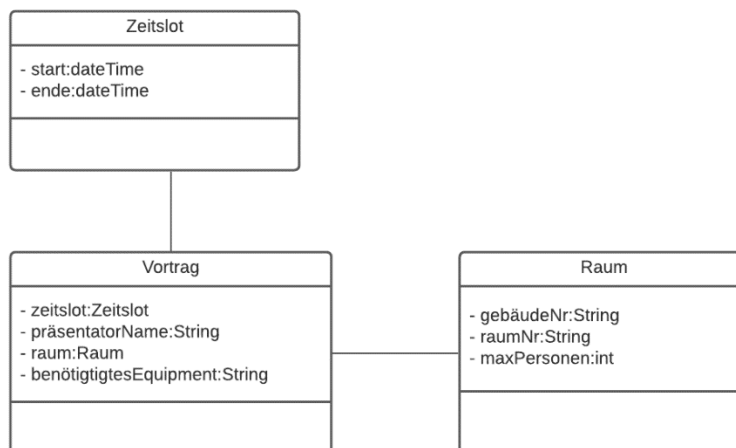 Zeitslot
- start:dateTime
- ende:dateTime
Vortrag
- zeitslot:Zeitslot
- präsentatorName:String
- raum:Raum
- benötigtigtesEquipment:String
Raum
- gebäudeNr:String
- raumNr:String
- maxPersonen:int